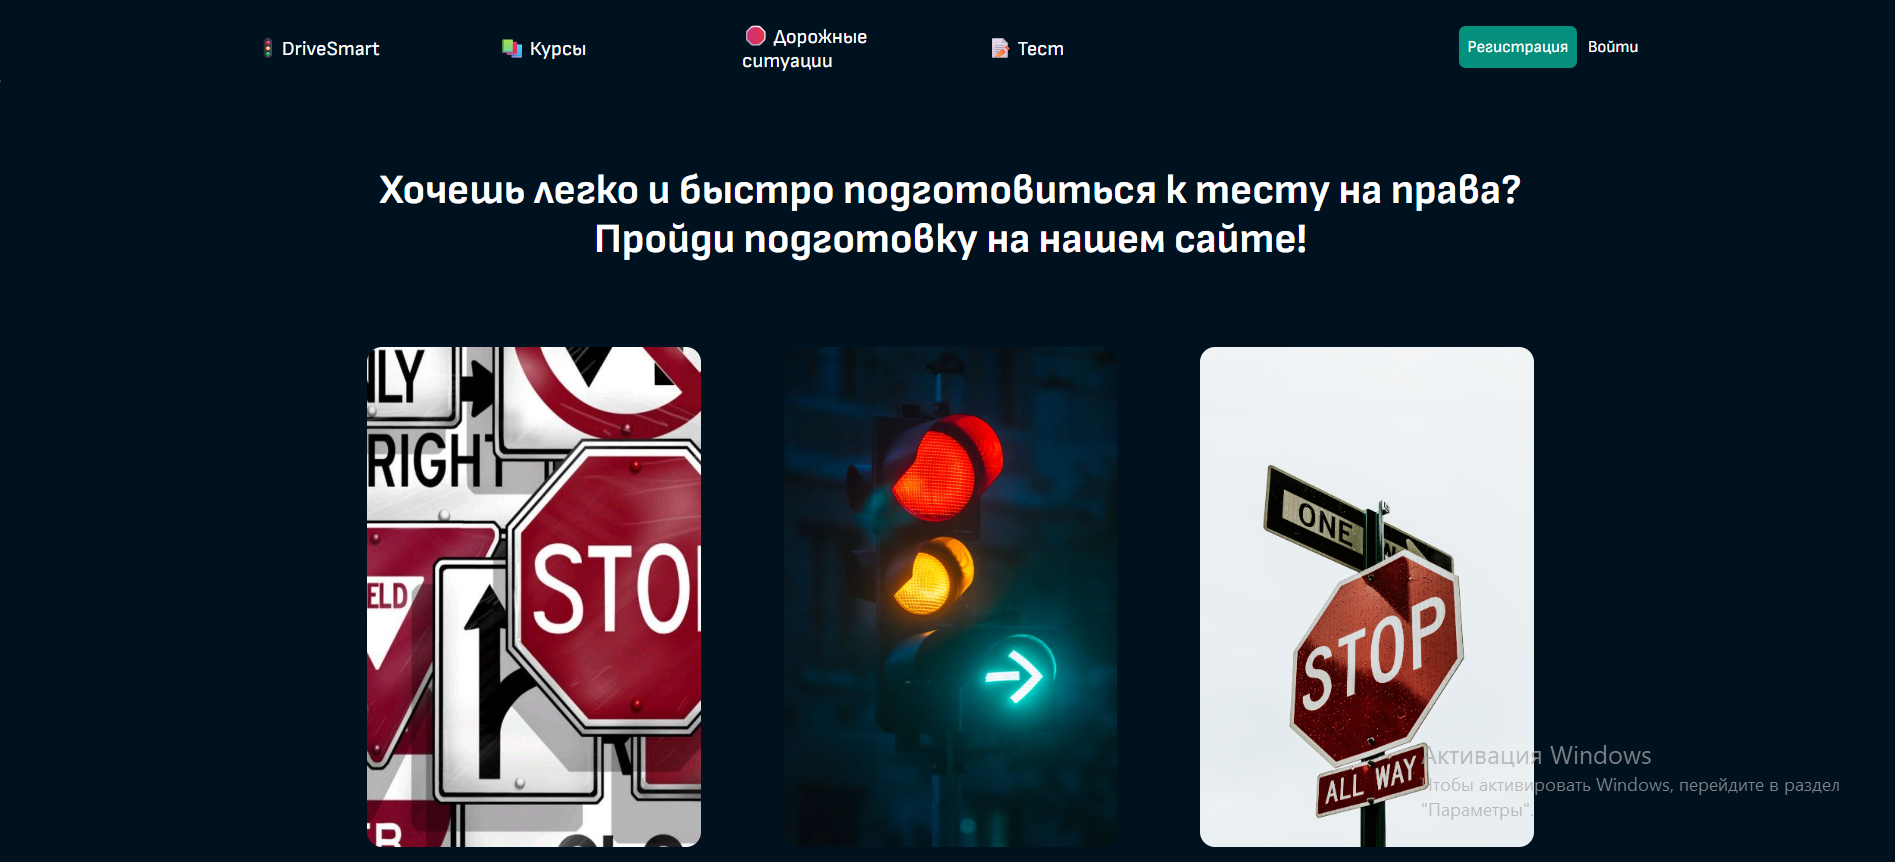 DriveSmart
Курсы
Дорожные
ситуации
Тест
Регистрация
Войти
Хочешь легко и быстро подготовиться к тесту на права?
Пройди подготовку на нашем сайте!
NLY
RIGHT
STO
ELD
ONE
STOP
ALL WAY
Активация Windows
Чтобы активировать Windows, перейдите в раздел
"Параметры".